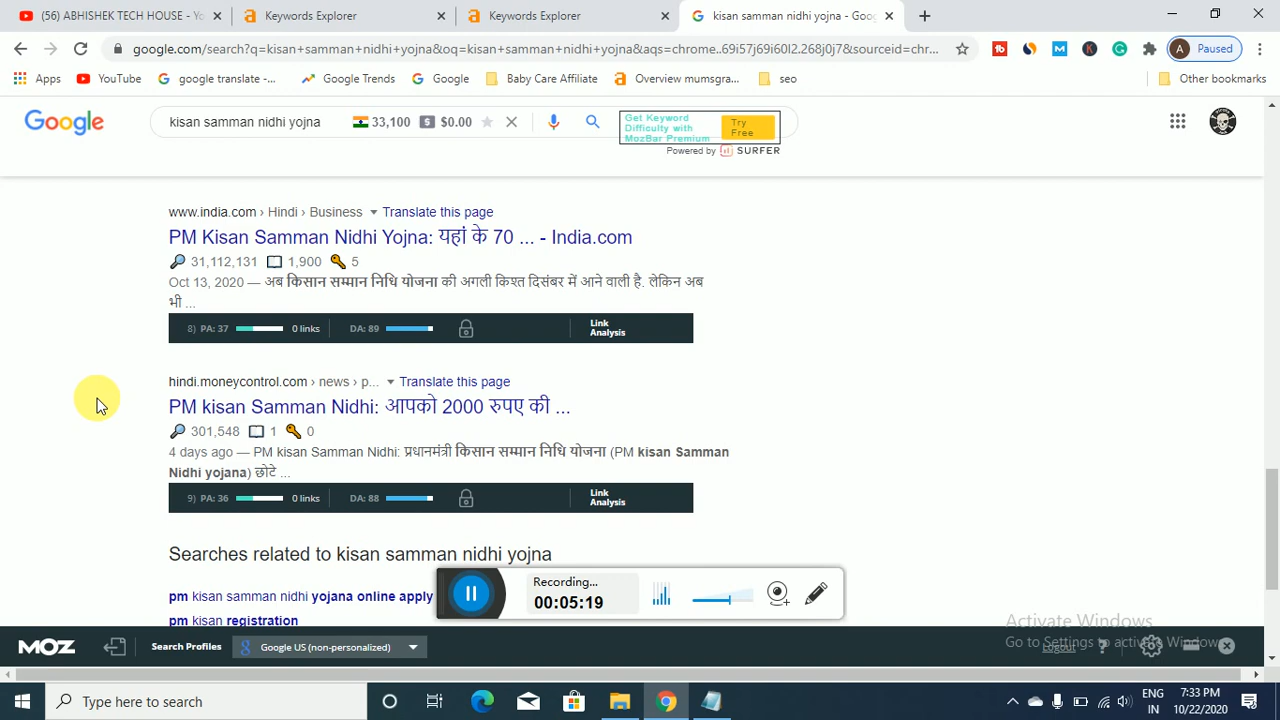 (56) ABHISHEK TECH HOUSE - Yo
Keywords Explorer
Keywords Explorer
kisan samman nidhi yojna - Goo
google.com/search?q=kisan+samman+nidhi+yojna&oq=kisan+samman+nidhi+yojna&aqs=chrome..69i57j69i60l2.268j0j7&sourceid=chr...
A Paused
Apps YouTube google translate -... Google Trends Google Baby Care Affiliate Overview mumsgra... seo Other bookmarks
Google
kisan samman nidhi yojna 33,100 $0.00
Get Keyword
Difficulty with
MozBar Premium
Try
Free
Powered by SURFER
www.india.com › Hindi › Business Translate this page
PM Kisan Samman Nidhi Yojna: यहां के 70 ... - India.com
31,112,131 1,900 5
Oct 13, 2020 — अब किसान सम्मान निधि योजना की अगली किश्त दिसंबर में आने वाली है. लेकिन अब
भी ...
8) PA: 37 0 links DA: 89 Link
Analysis
hindi.moneycontrol.com › news › p... Translate this page
PM kisan Samman Nidhi: आपको 2000 रुपए की ...
301,548 1 0
4 days ago — PM kisan Samman Nidhi: प्रधानमंत्री किसान सम्मान निधि योजना (PM kisan Samman
Nidhi yojana) छोटे ...
9) PA: 36 0 links DA: 88 Link
Analysis
Searches related to kisan samman nidhi yojna
pm kisan samman nidhi yojana online apply
pm kisan registration
Recording...
00:05:19
Activate Windows
Go to Settings to activate Windows.
MOZ Search Profiles Google US (non-personalized) Logout ?
Type here to search
ENG
IN
7:33 PM
10/22/2020